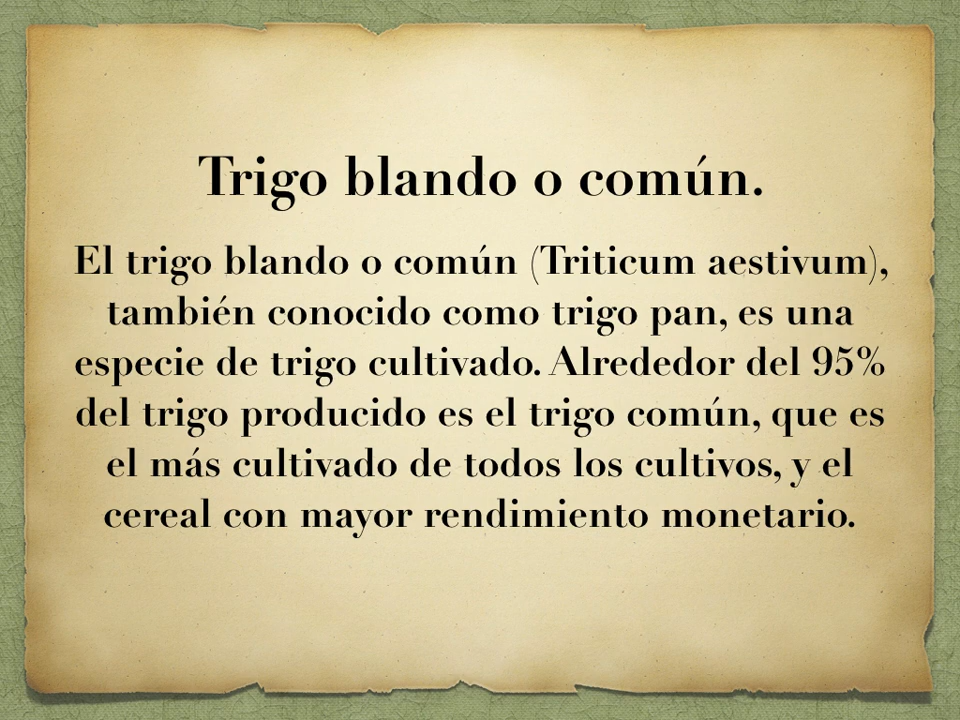 Trigo blando o común.
El trigo blando o común (Triticum aestivum),
también conocido como trigo pan, es una
especie de trigo cultivado. Alrededor del 95%
del trigo producido es el trigo común, que es
el más cultivado de todos los cultivos, y el
cereal con mayor rendimiento monetario.